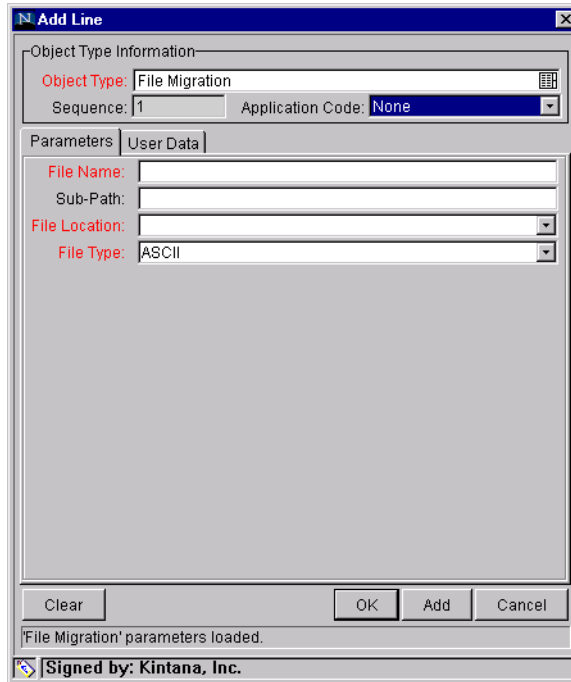 N Add Line
Object Type Information
Object Type: File Migration
Sequence: 1 Application Code: None
Parameters User Data
File Name:
Sub-Path:
File Location:
File Type: ASCII
Clear OK Add Cancel
'File Migration' parameters loaded.
Signed by: Kintana, Inc.